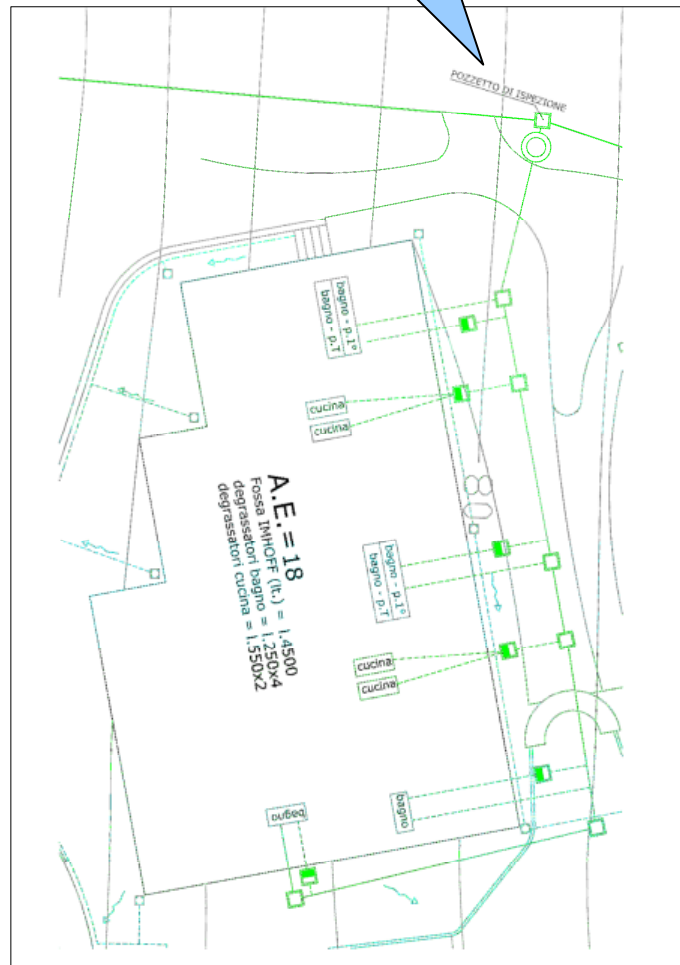 POZZETTO DI ISPEZIONE
bagno - p.1°
bagno - p.T
cucina
cucina
80
A.E. = 18
Fossa IMHOFF (lt.) = l.4500
degrassatori bagno = l.250x4
degrassatori cucina = l.550x2
bagno - p.1°
bagno - p.T
cucina
cucina
bagno
bagno